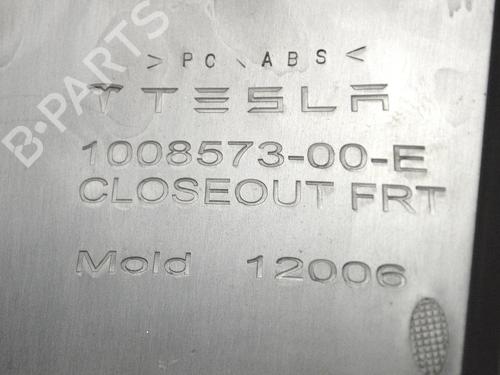 > PC \ ABS <
TESLA
1008573-00-E
CLOSEOUT FRT
Mold 12006
B-PARTS